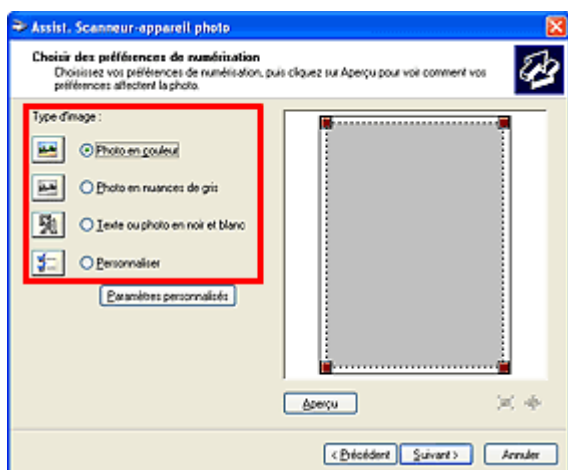 Assist. Scanneur-appareil photo
Choisir des préférences de numérisation
Choisissez vos préférences de numérisation, puis cliquez sur Aperçu pour voir comment vos
préférences affectent la photo.
Type d'image :
Photo en couleur
Photo en nuances de gris
Texte ou photo en noir et blanc
Personnaliser
Paramètres personnalisés
Aperçu
< Précédent
Suivant >
Annuler